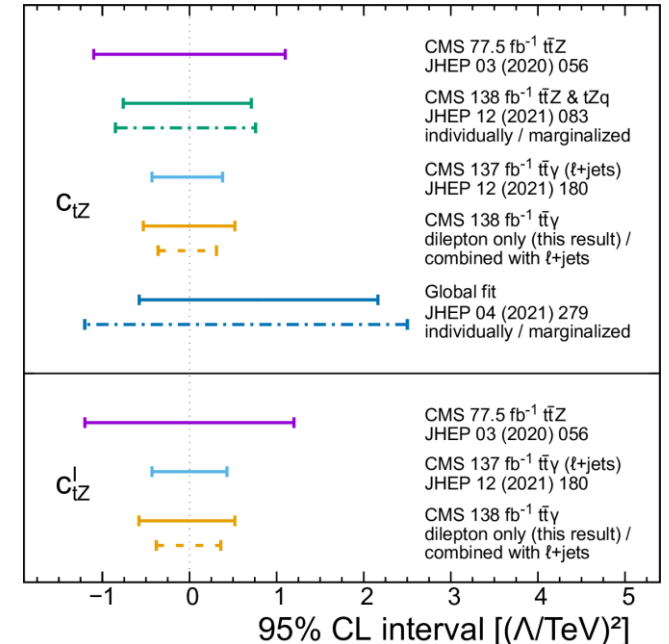 CMS 77.5 fb⁻¹ tt̄Z
JHEP 03 (2020) 056
CMS 138 fb⁻¹ tt̄Z & tZq
JHEP 12 (2021) 083
individually / marginalized
CMS 137 fb⁻¹ tt̄γ (ℓ+jets)
JHEP 12 (2021) 180
c_tZ
CMS 138 fb⁻¹ tt̄γ
dilepton only (this result) /
combined with ℓ+jets
Global fit
JHEP 04 (2021) 279
individually / marginalized
CMS 77.5 fb⁻¹ tt̄Z
JHEP 03 (2020) 056
CMS 137 fb⁻¹ tt̄γ (ℓ+jets)
JHEP 12 (2021) 180
c^I_tZ
CMS 138 fb⁻¹ tt̄γ
dilepton only (this result) /
combined with ℓ+jets
−1 0 1 2 3 4 5
95% CL interval [(Λ/TeV)²]